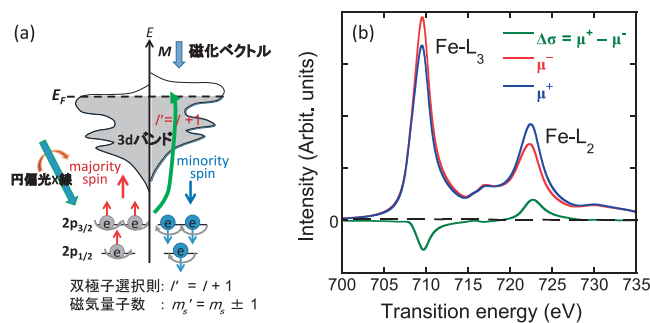 (a)
E
M 磁化ベクトル
E_F
l' = l + 1
3dバンド
円偏光X線
majority
spin
minority
spin
2p3/2
e e e e
2p1/2
e e
双極子選択則: l' = l + 1
磁気量子数 : m_s' = m_s ± 1
(b)
Δσ = μ⁺ − μ⁻
μ⁻
μ⁺
Fe-L₃
Fe-L₂
Intensity (Arbit. units)
0
700 705 710 715 720 725 730 735
Transition energy (eV)